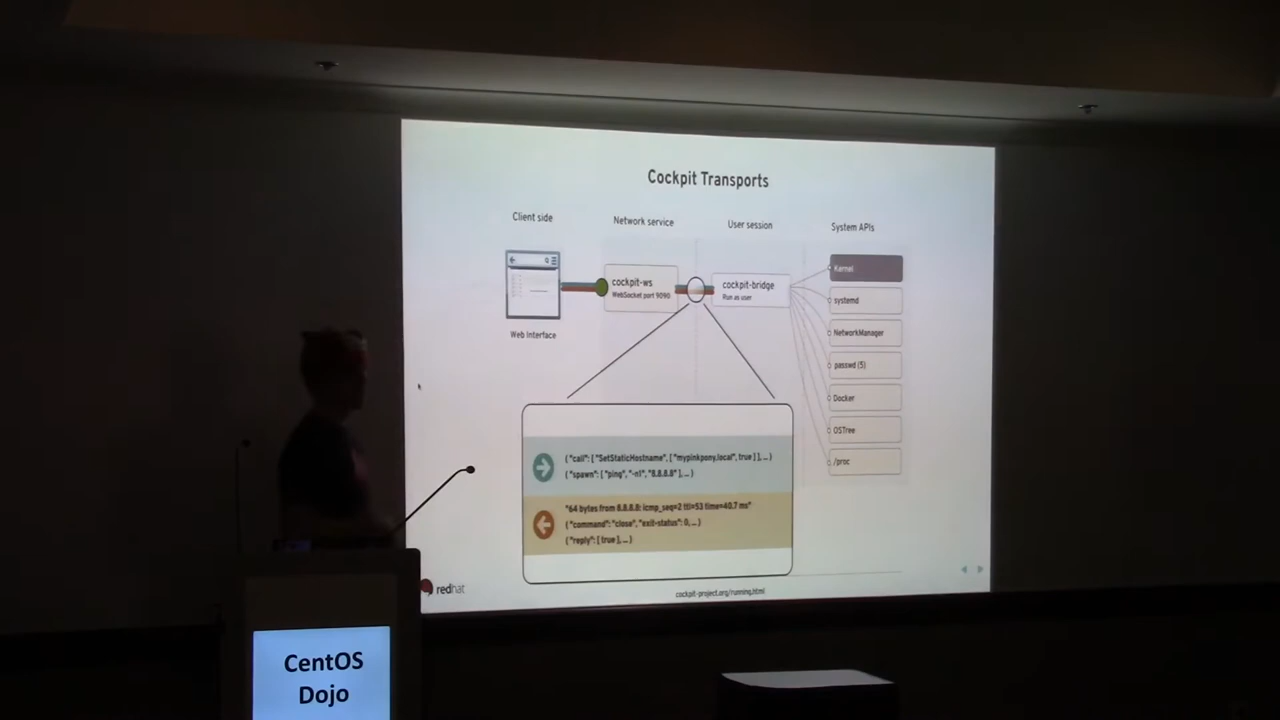 Cockpit Transports
Client side
Network service
User session
System APIs
cockpit-ws
WebSocket port 9090
cockpit-bridge
Run as user
Web Interface
Kernel
systemd
NetworkManager
passwd (5)
Docker
OSTree
/proc
{ "call": [ "SetStaticHostname", [ "mypinkpony.local", true ] ], ... }
{ "spawn": [ "ping", "-n1", "8.8.8.8" ], ... }
"64 bytes from 8.8.8.8: icmp_seq=2 ttl=53 time=40.7 ms"
{ "command": "close", "exit-status": 0, ... }
{ "reply": [ true ], ... }
redhat
cockpit-project.org/running.html
CentOS
Dojo